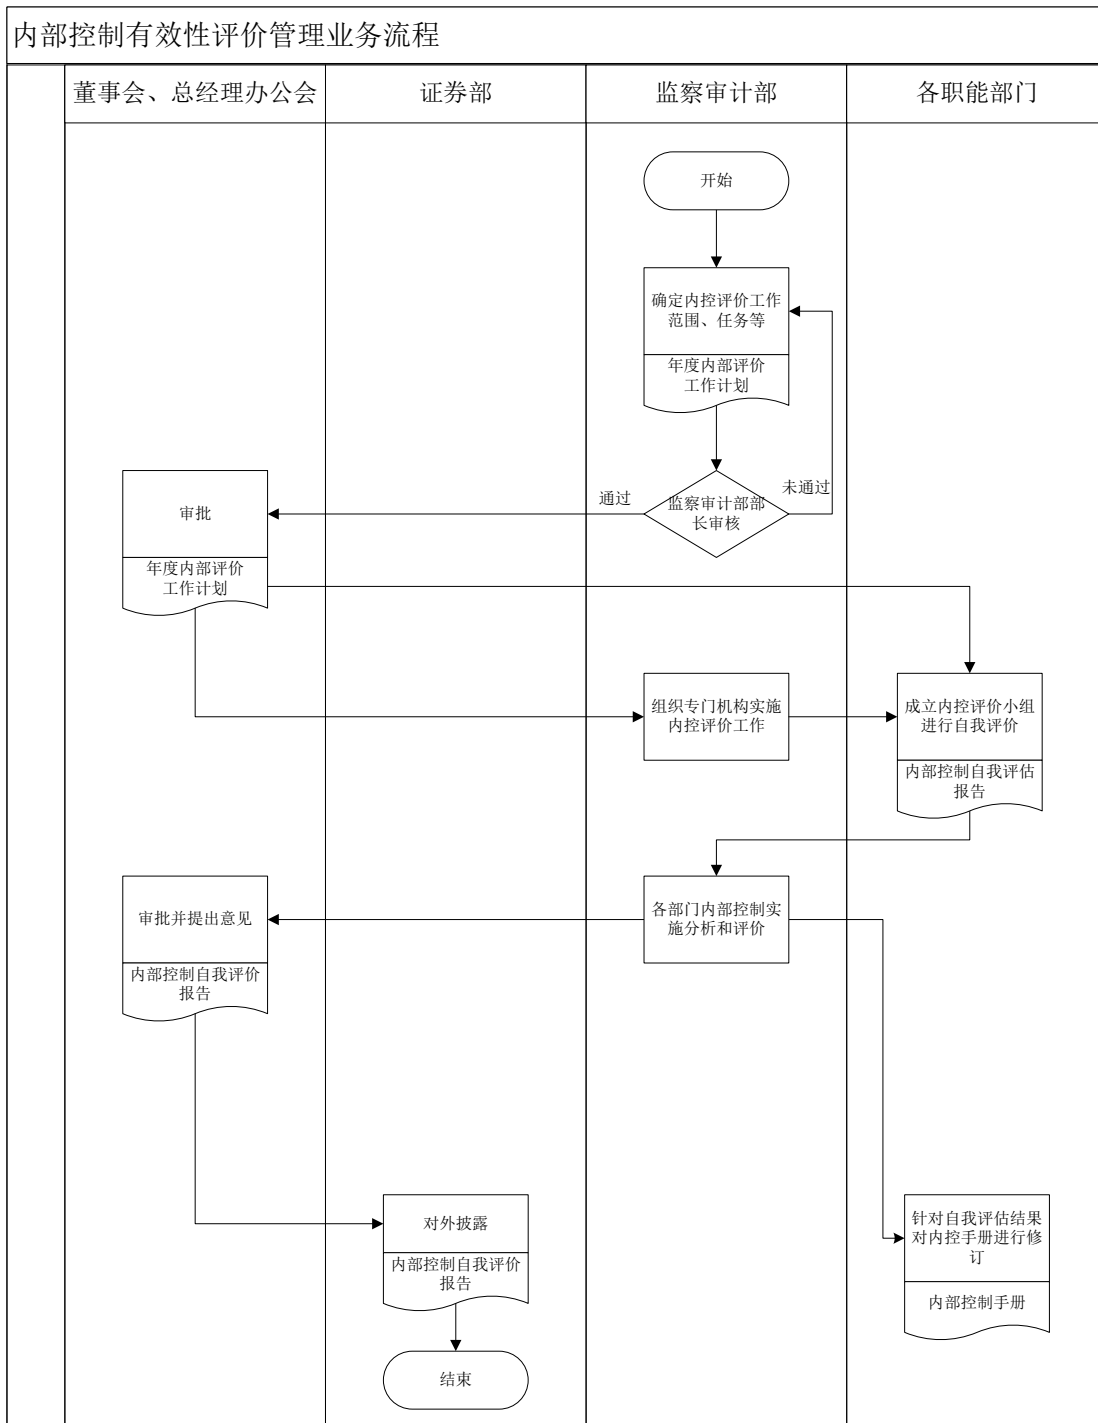 内部控制有效性评价管理业务流程
董事会、总经理办公会
证券部
监察审计部
各职能部门
开始
确定内控评价工作
范围、任务等
年度内部评价
工作计划
监察审计部部
长审核
通过
未通过
审批
年度内部评价
工作计划
组织专门机构实施
内控评价工作
成立内控评价小组
进行自我评价
内部控制自我评估
报告
各部门内部控制实
施分析和评价
审批并提出意见
内部控制自我评价
报告
对外披露
内部控制自我评价
报告
针对自我评估结果
对内控手册进行修
订
内部控制手册
结束